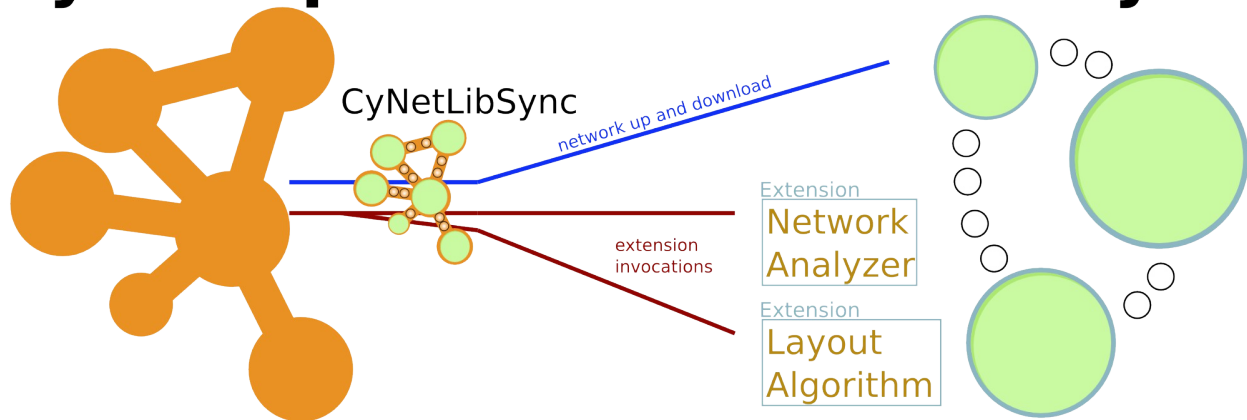 CyNetLibSync
network up and download
Extension
Network
Analyzer
extension
invocations
Extension
Layout
Algorithm